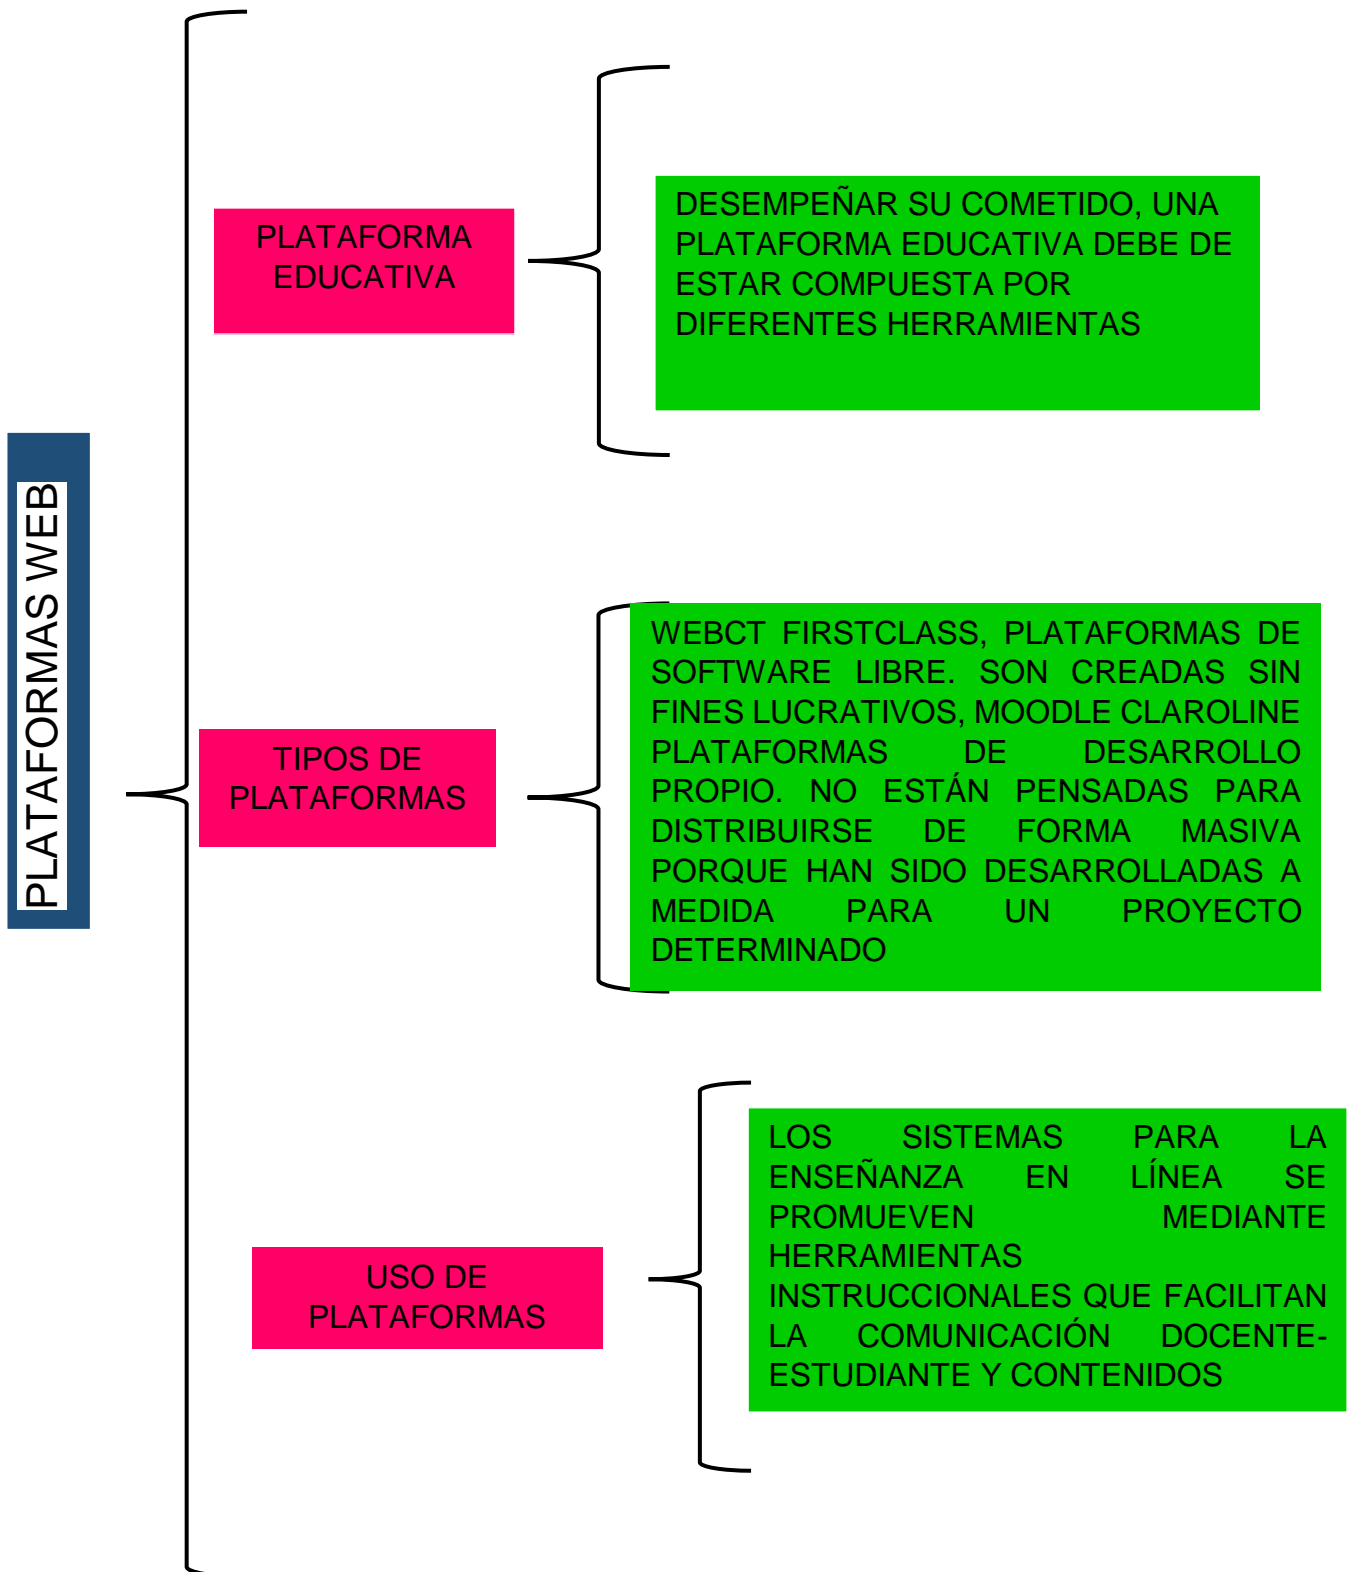 PLATAFORMAS WEB
PLATAFORMA
EDUCATIVA
DESEMPEÑAR SU COMETIDO, UNA
PLATAFORMA EDUCATIVA DEBE DE
ESTAR COMPUESTA POR
DIFERENTES HERRAMIENTAS
TIPOS DE
PLATAFORMAS
WEBCT FIRSTCLASS, PLATAFORMAS DE
SOFTWARE LIBRE. SON CREADAS SIN
FINES LUCRATIVOS, MOODLE CLAROLINE
PLATAFORMAS DE DESARROLLO
PROPIO. NO ESTÁN PENSADAS PARA
DISTRIBUIRSE DE FORMA MASIVA
PORQUE HAN SIDO DESARROLLADAS A
MEDIDA PARA UN PROYECTO
DETERMINADO
USO DE
PLATAFORMAS
LOS SISTEMAS PARA LA
ENSEÑANZA EN LÍNEA SE
PROMUEVEN MEDIANTE
HERRAMIENTAS
INSTRUCCIONALES QUE FACILITAN
LA COMUNICACIÓN DOCENTE-
ESTUDIANTE Y CONTENIDOS